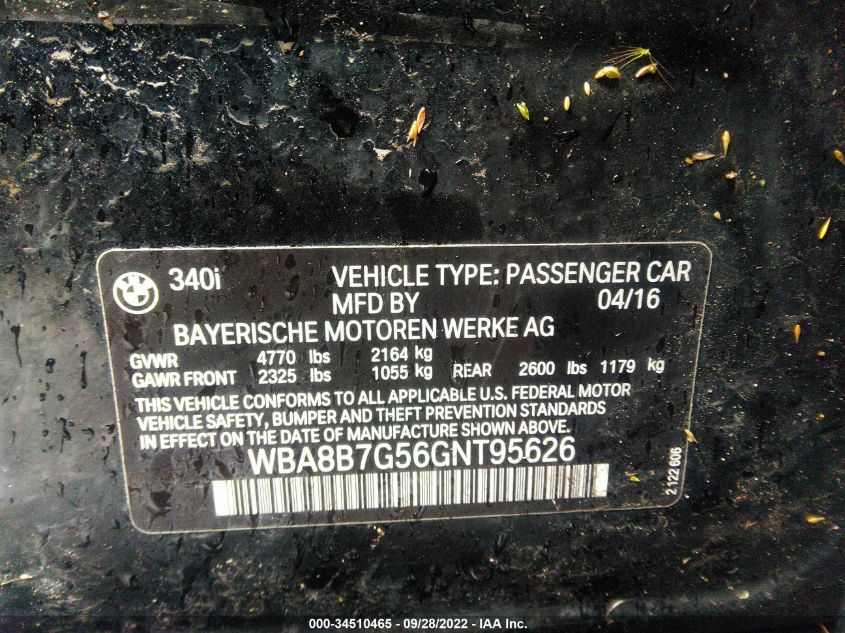 340i VEHICLE TYPE: PASSENGER CAR
MFD BY 04/16
BAYERISCHE MOTOREN WERKE AG
GVWR 4770 lbs 2164 kg
GAWR FRONT 2325 lbs 1055 kg REAR 2600 lbs 1179 kg
THIS VEHICLE CONFORMS TO ALL APPLICABLE U.S. FEDERAL MOTOR
VEHICLE SAFETY, BUMPER AND THEFT PREVENTION STANDARDS
IN EFFECT ON THE DATE OF MANUFACTURE SHOWN ABOVE.
WBA8B7G56GNT95626
2 122 606
000-34510465 - 09/28/2022 - IAA Inc.